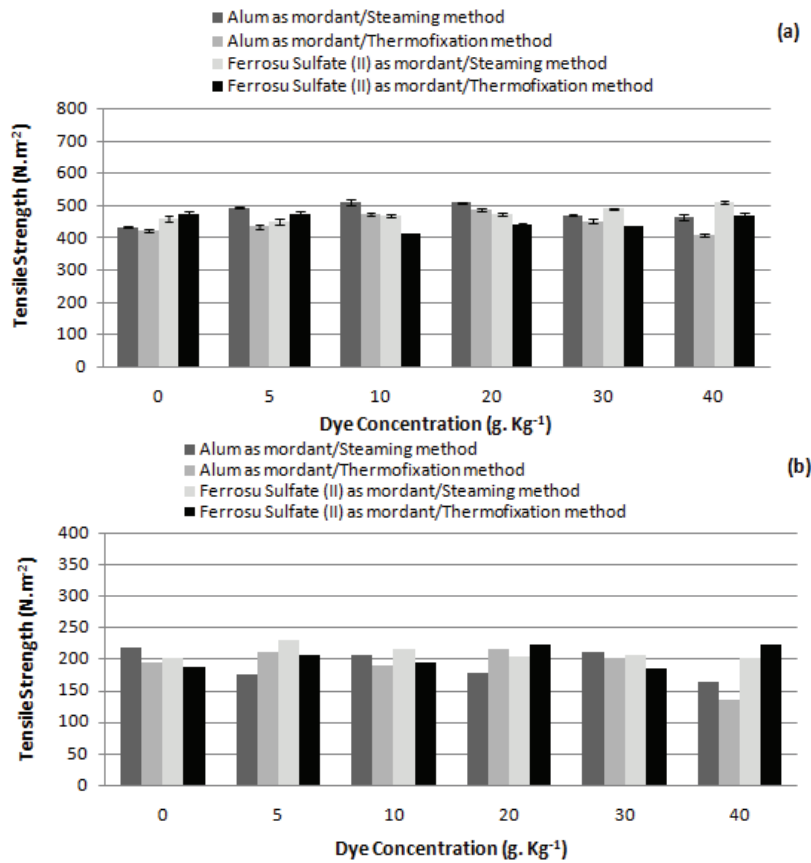 Alum as mordant/Steaming method
(a)
Alum as mordant/Thermofixation method
Ferrosu Sulfate (II) as mordant/Steaming method
Ferrosu Sulfate (II) as mordant/Thermofixation method
TensileStrength (N.m⁻²)
800
700
600
500
400
300
200
100
0
0 5 10 20 30 40
Dye Concentration (g. Kg⁻¹)
Alum as mordant/Steaming method
(b)
Alum as mordant/Thermofixation method
Ferrosu Sulfate (II) as mordant/Steaming method
Ferrosu Sulfate (II) as mordant/Thermofixation method
TensileStrength (N.m⁻²)
400
350
300
250
200
150
100
50
0
0 5 10 20 30 40
Dye Concentration (g. Kg⁻¹)